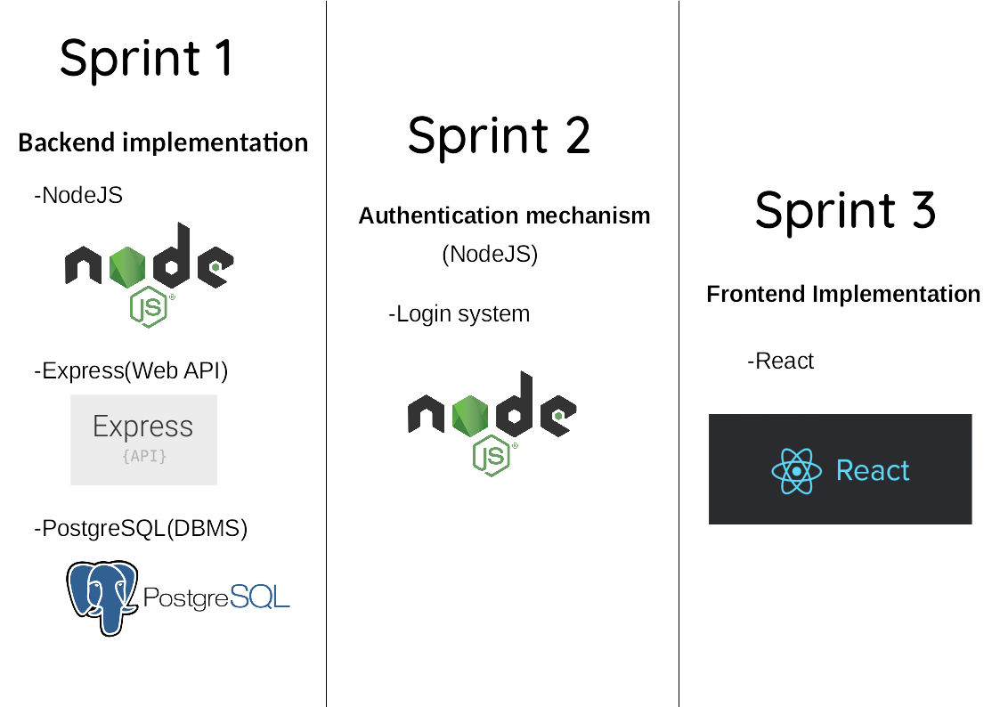 Sprint 1
Backend implementation
-NodeJS
node
JS®
-Express(Web API)
Express
{API}
-PostgreSQL(DBMS)
PostgreSQL
Sprint 2
Authentication mechanism
(NodeJS)
-Login system
node
JS®
Sprint 3
Frontend Implementation
-React
React